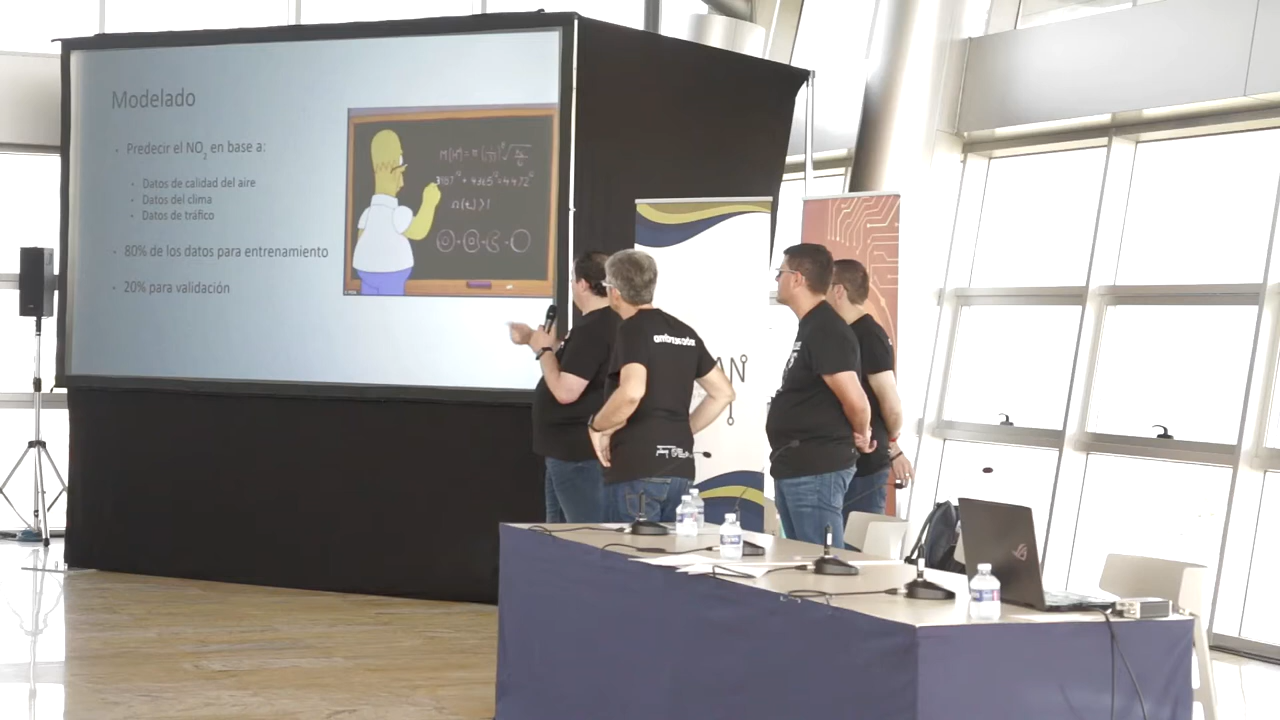 Modelado
Predecir el NO2 en base a:
Datos de calidad del aire
Datos del clima
Datos de tráfico
80% de los datos para entrenamiento
20% para validación
AN